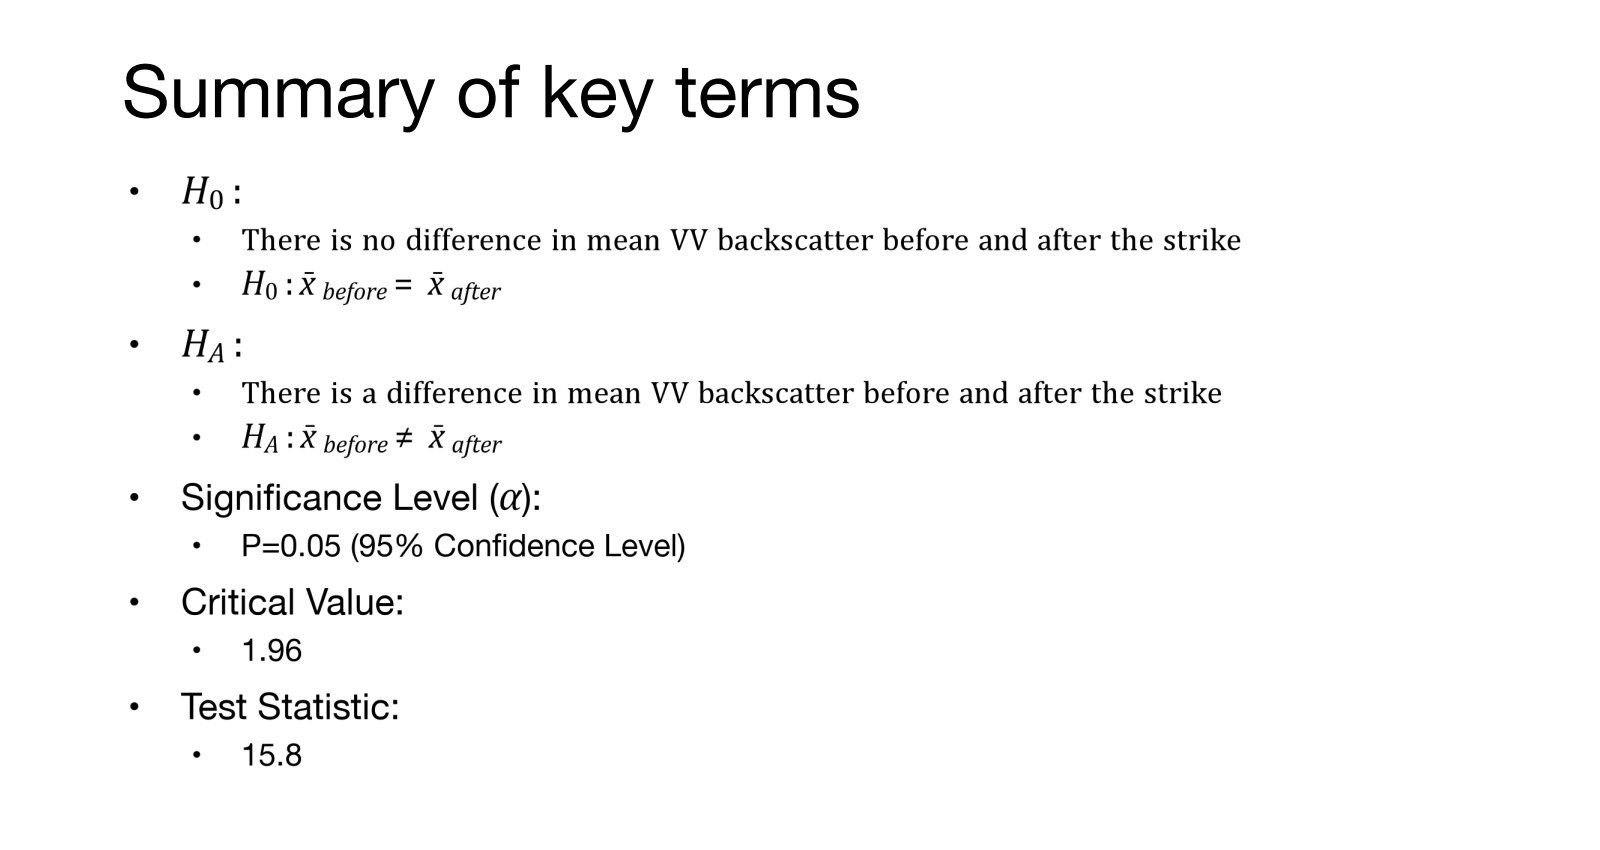 Summary of key terms
• H₀ :
• There is no difference in mean VV backscatter before and after the strike
• H₀ : x̄ before = x̄ after
• H_A :
• There is a difference in mean VV backscatter before and after the strike
• H_A : x̄ before ≠ x̄ after
• Significance Level (α):
• P=0.05 (95% Confidence Level)
• Critical Value:
• 1.96
• Test Statistic:
• 15.8